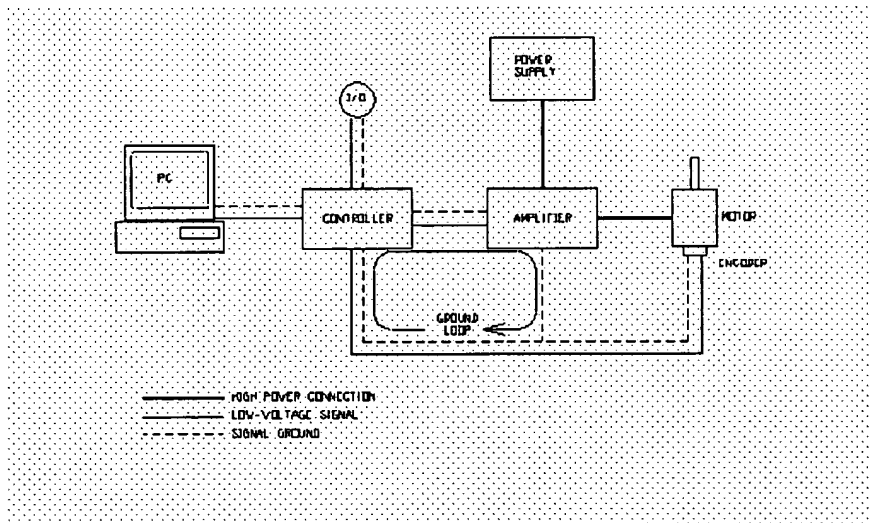 POWER
SUPPLY
I/O
PC
CONTROLLER
AMPLIFIER
MOTOR
ENCODER
GROUND
LOOP
HIGH POWER CONNECTION
LOW-VOLTAGE SIGNAL
SIGNAL GROUND